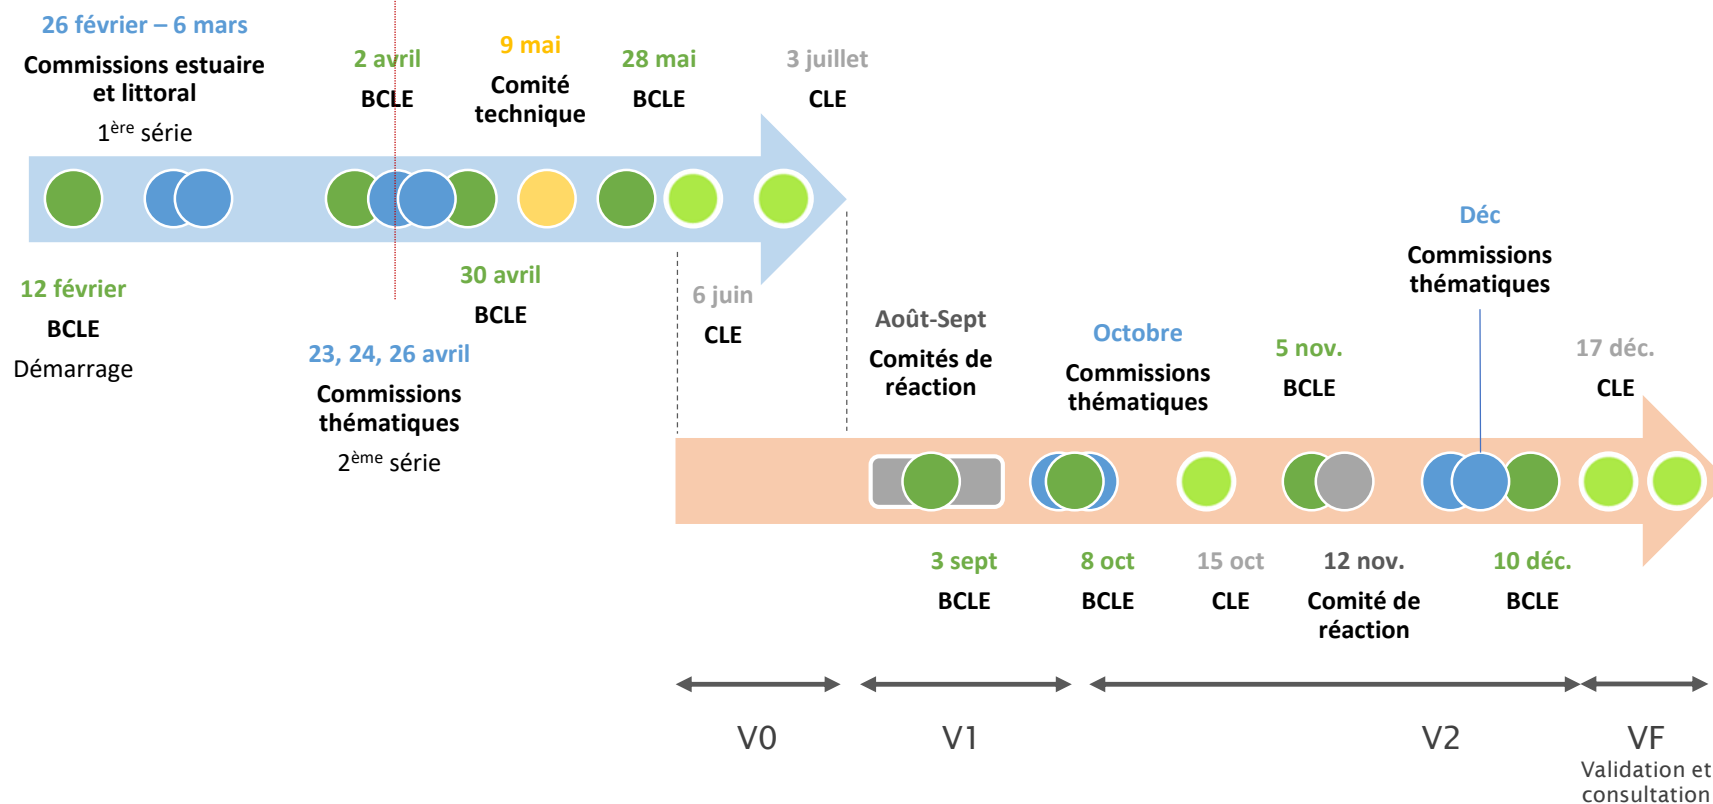 26 février – 6 mars
Commissions estuaire
et littoral
1ère série
2 avril
BCLE
9 mai
Comité
technique
28 mai
BCLE
3 juillet
CLE
12 février
BCLE
Démarrage
23, 24, 26 avril
Commissions
thématiques
2ème série
30 avril
BCLE
6 juin
CLE
Août-Sept
Comités de
réaction
Octobre
Commissions
thématiques
5 nov.
BCLE
Déc
Commissions
thématiques
17 déc.
CLE
3 sept
BCLE
8 oct
BCLE
15 oct
CLE
12 nov.
Comité de
réaction
10 déc.
BCLE
V0
V1
V2
VF
Validation et
consultation